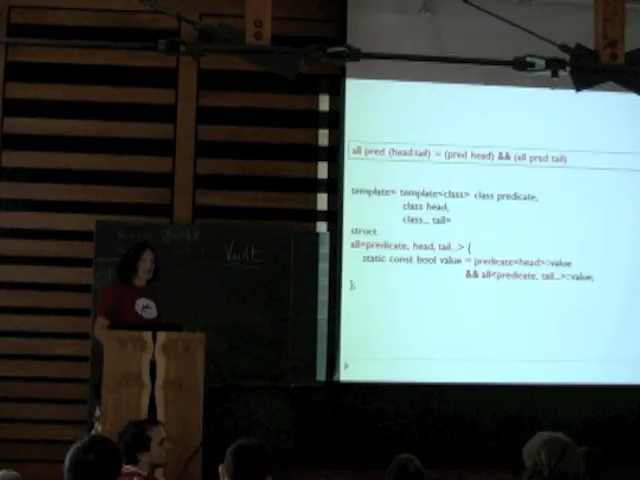 all pred (head:tail) = (pred head) && (all pred tail)
template< template<class> class predicate,
class head,
class... tail>
struct
all<predicate, head, tail...> {
static const bool value = predicate<head>::value
&& all<predicate, tail...>::value;
};
Vault